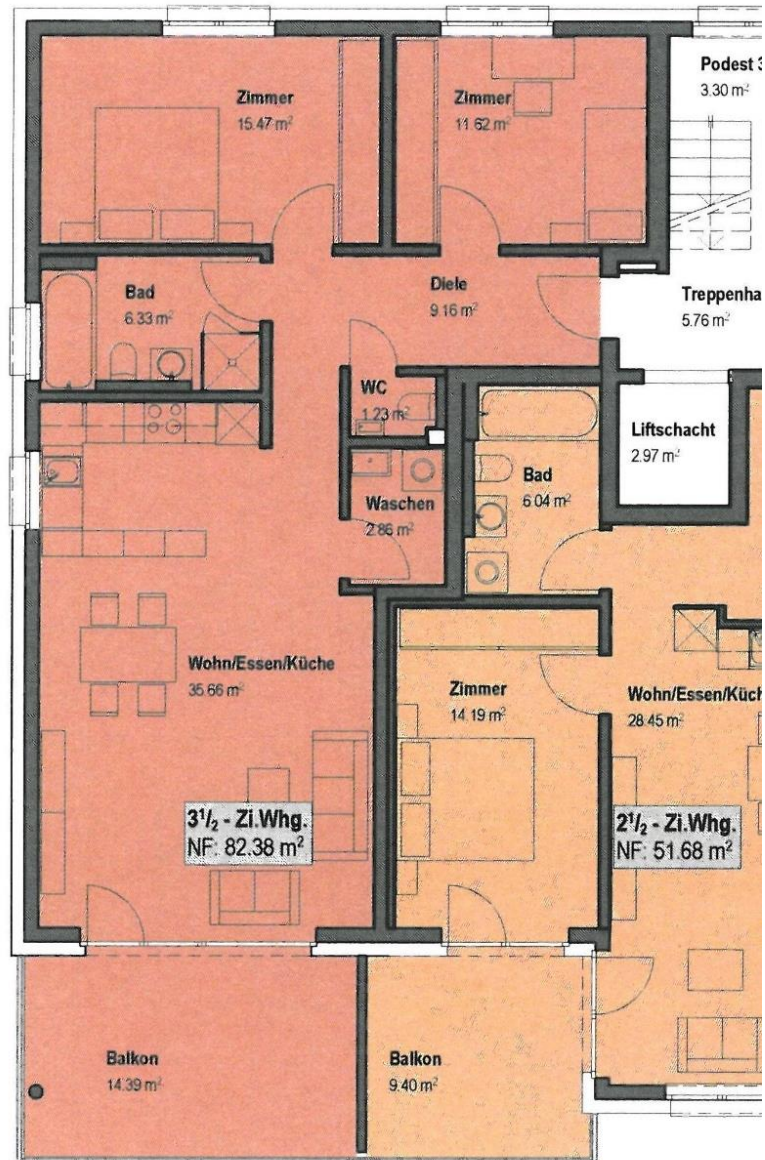 Podest 3
3.30 m²
Zimmer
15.47 m²
Zimmer
11.62 m²
Bad
6.33 m²
Diele
9.16 m²
Treppenha
5.76 m²
WC
1.23 m²
Liftschacht
2.97 m²
Bad
6.04 m²
Waschen
2.86 m²
Wohn/Essen/Küche
35.66 m²
Zimmer
14.19 m²
Wohn/Essen/Küch
28.45 m²
3¹/₂ - Zi.Whg.
NF: 82.38 m²
2¹/₂ - Zi.Whg.
NF: 51.68 m²
Balkon
14.39 m²
Balkon
9.40 m²